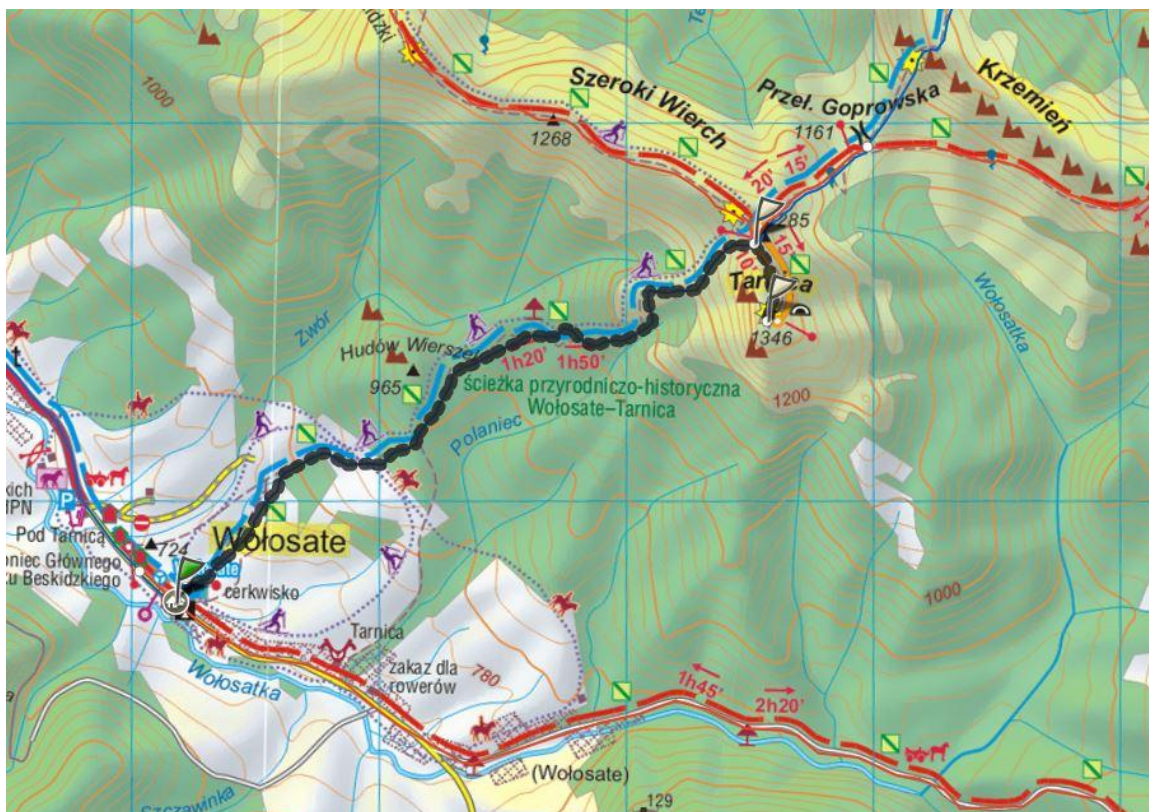 1000
Szeroki Wierch
Przeł. Goprowska
1161
Krzemień
1268
20'
15'
285
15'
10'
1346
1200
Wołosatka
Zwór
Hudów Wierszek
965
1h20'
1h50'
ścieżka przyrodniczo-historyczna
Wołosate–Tarnica
Polaniec
P
Pod Tarnicą
724
Wołosate
cerkwisko
Tarnica
zakaz dla
rowerów
780
Wołosatka
1000
1h45'
2h20'
(Wołosate)
129
Szczawinka